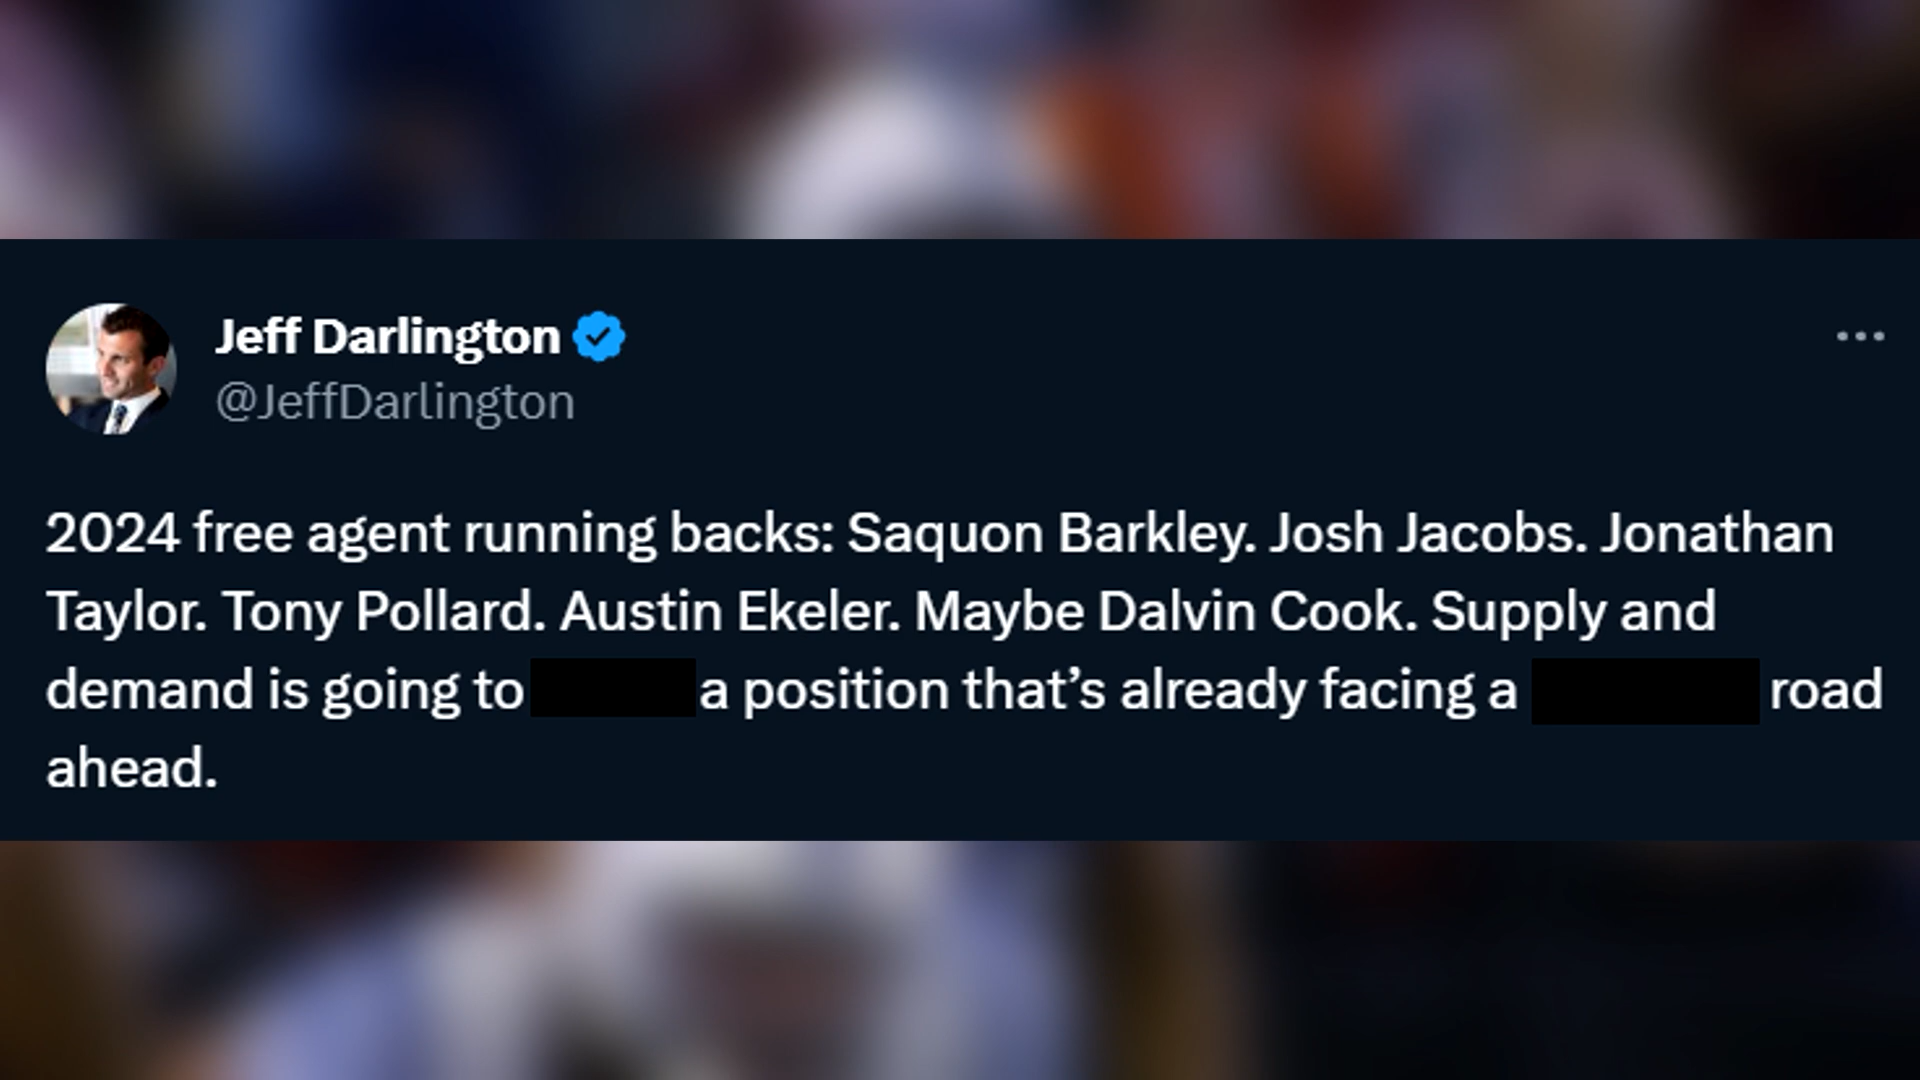 Jeff Darlington
@JeffDarlington
2024 free agent running backs: Saquon Barkley. Josh Jacobs. Jonathan
Taylor. Tony Pollard. Austin Ekeler. Maybe Dalvin Cook. Supply and
demand is going to a position that’s already facing a road
ahead.